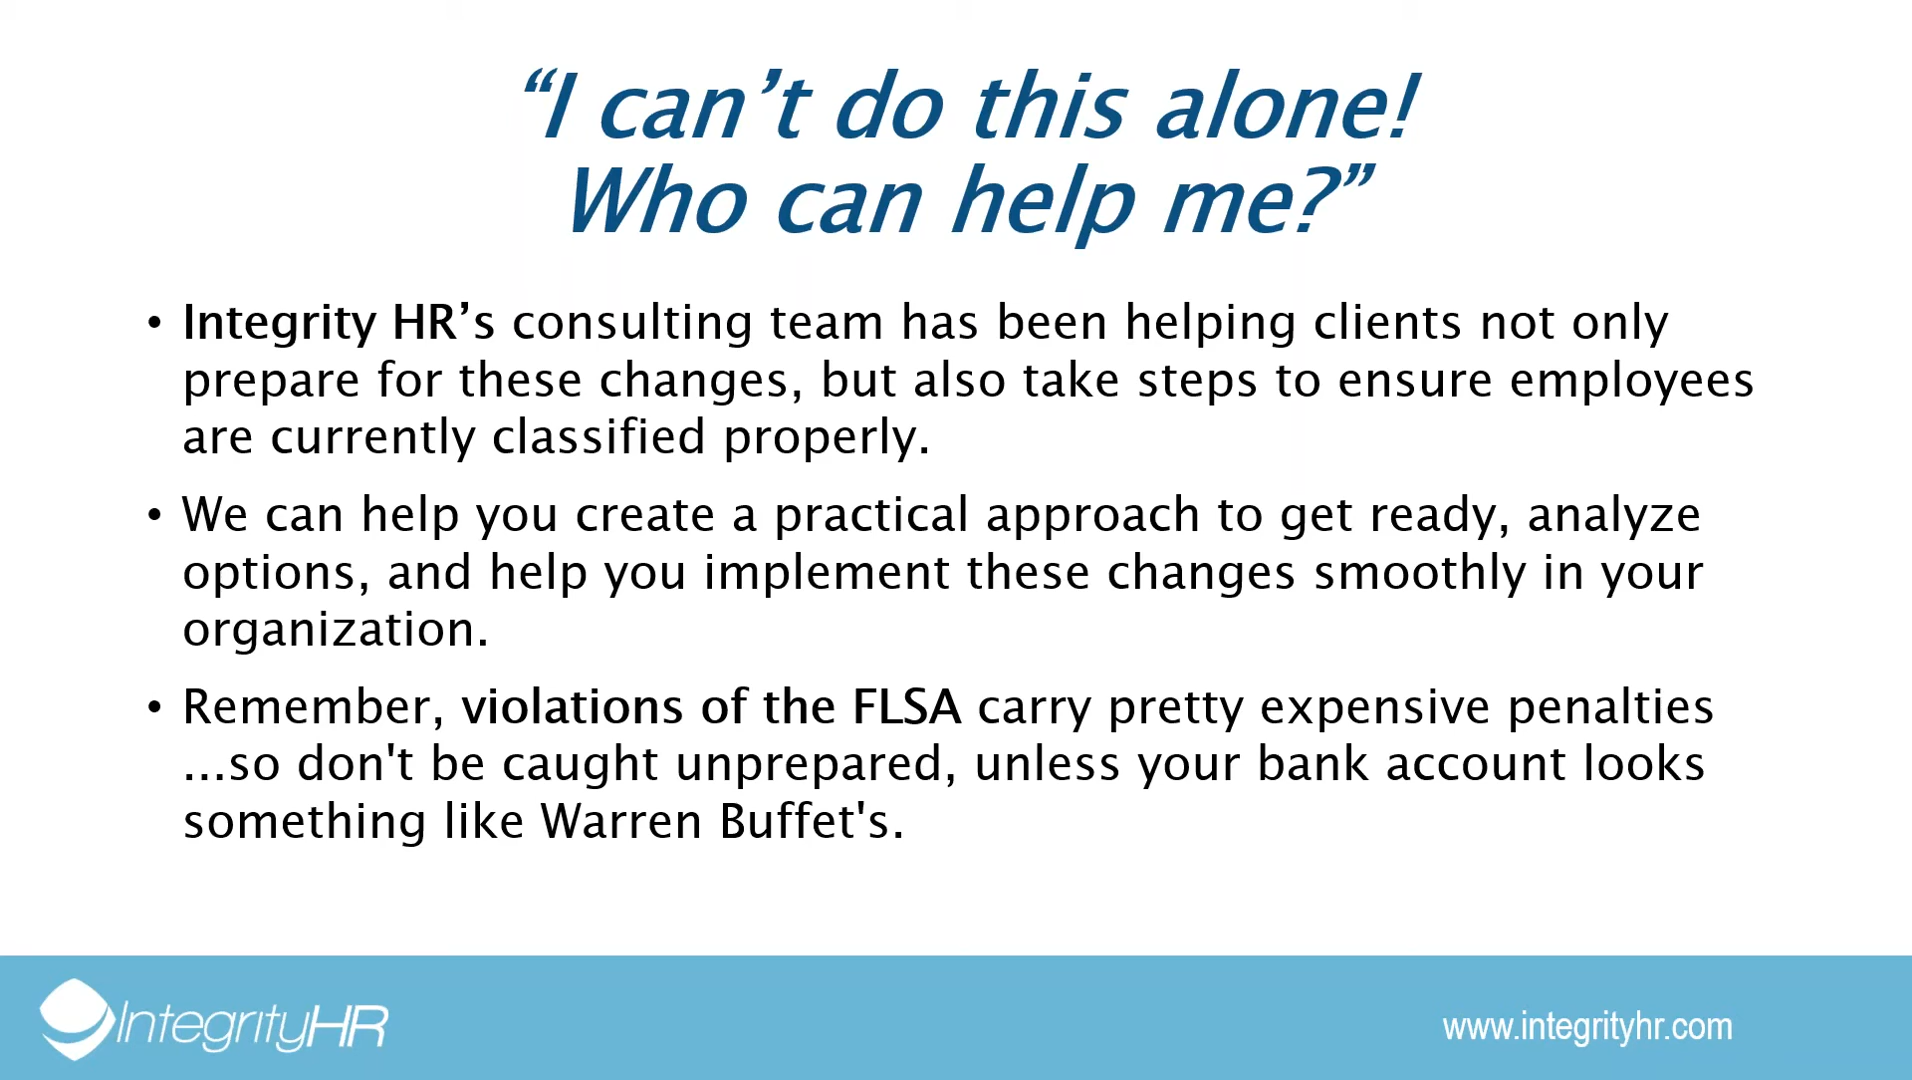 “I can’t do this alone!
Who can help me?”
• Integrity HR’s consulting team has been helping clients not only
prepare for these changes, but also take steps to ensure employees
are currently classified properly.
• We can help you create a practical approach to get ready, analyze
options, and help you implement these changes smoothly in your
organization.
• Remember, violations of the FLSA carry pretty expensive penalties
...so don't be caught unprepared, unless your bank account looks
something like Warren Buffet's.
IntegrityHR
www.integrityhr.com